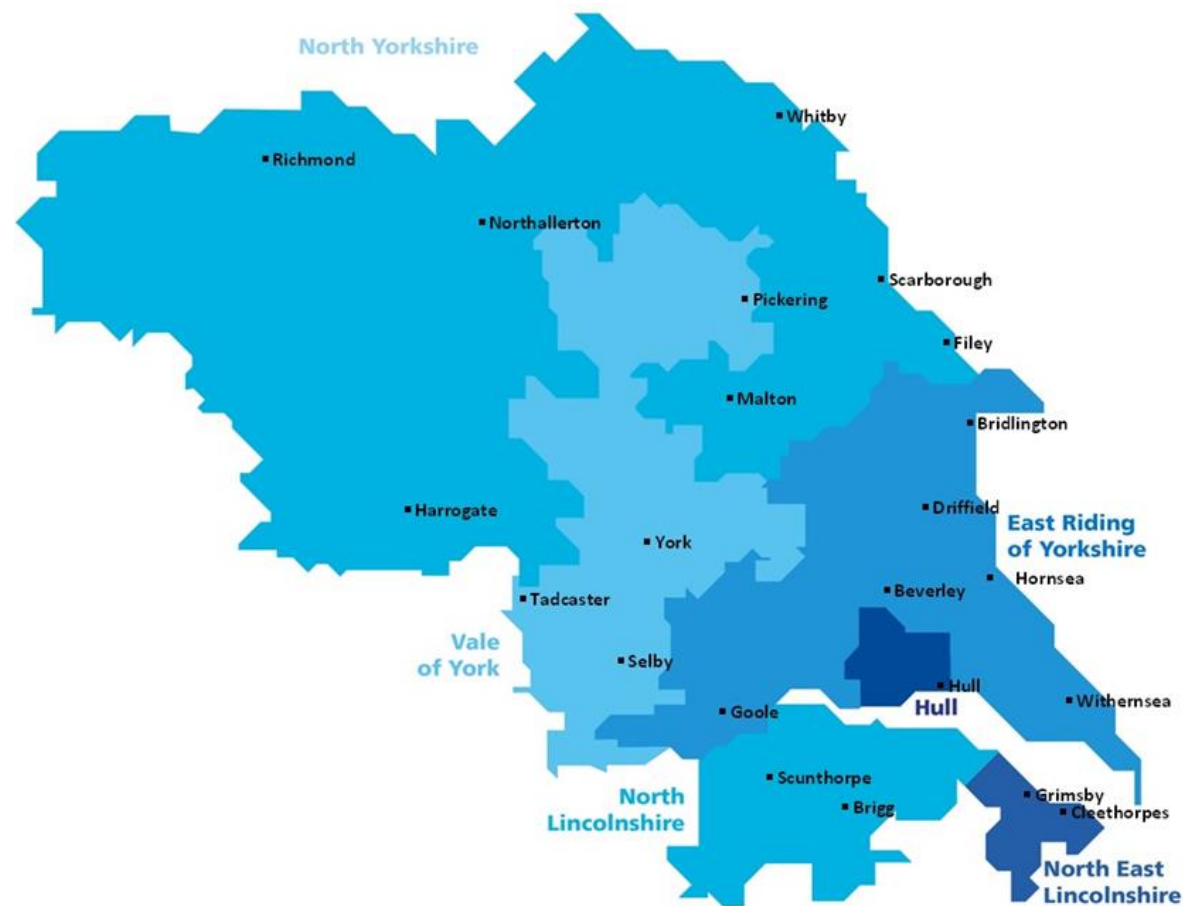 North Yorkshire
Whitby
Richmond
Northallerton
Scarborough
Pickering
Filey
Malton
Bridlington
Driffield
Harrogate
East Riding
of Yorkshire
York
Hornsea
Beverley
Tadcaster
Vale
of York
Selby
Hull
Withernsea
Hull
Goole
Scunthorpe
Grimsby
North
Lincolnshire
Brigg
Cleethorpes
North East
Lincolnshire